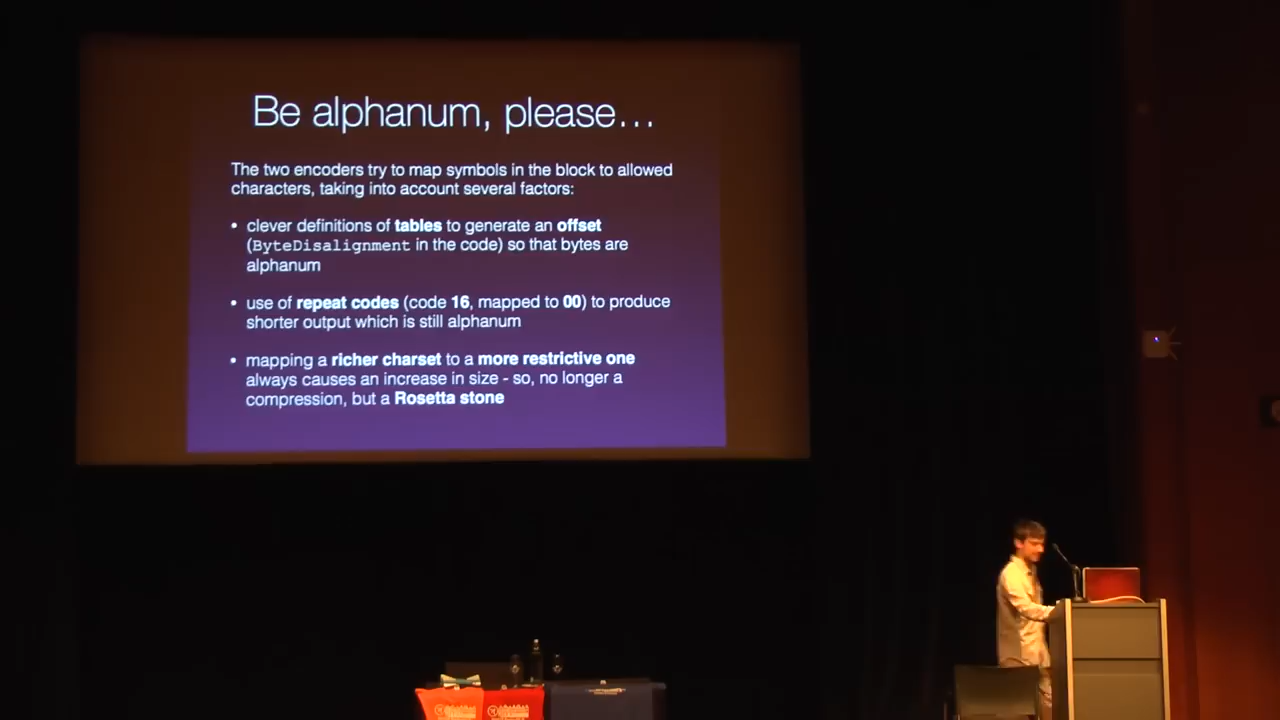 Be alphanum, please…
The two encoders try to map symbols in the block to allowed
characters, taking into account several factors:
• clever definitions of tables to generate an offset
(ByteDisalignment in the code) so that bytes are
alphanum
• use of repeat codes (code 16, mapped to 00) to produce
shorter output which is still alphanum
• mapping a richer charset to a more restrictive one
always causes an increase in size - so, no longer a
compression, but a Rosetta stone